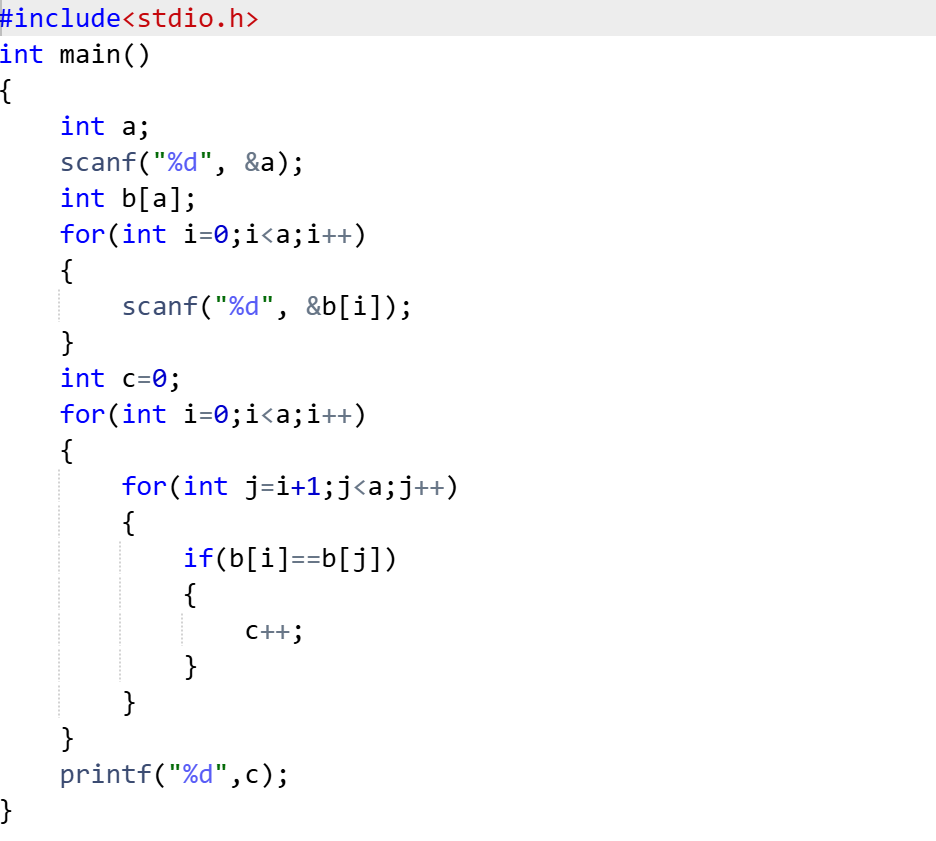 #include<stdio.h>
int main()
{
    int a;
    scanf("%d", &a);
    int b[a];
    for(int i=0;i<a;i++)
    {
        scanf("%d", &b[i]);
    }
    int c=0;
    for(int i=0;i<a;i++)
    {
        for(int j=i+1;j<a;j++)
        {
            if(b[i]==b[j])
            {
                c++;
            }
        }
    }
    printf("%d",c);
}